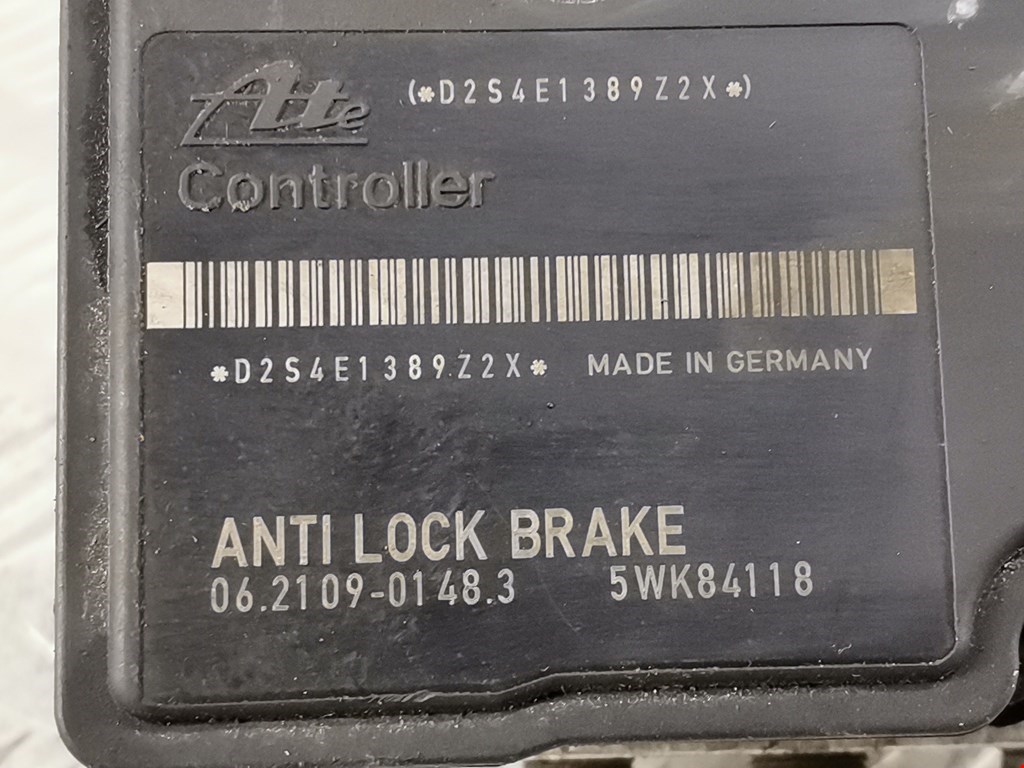 Ate (*D2S4E1389Z2X*)
Controller
*D2S4E1389Z2X* MADE IN GERMANY
ANTI LOCK BRAKE
06.2109-0148.3 5WK84118